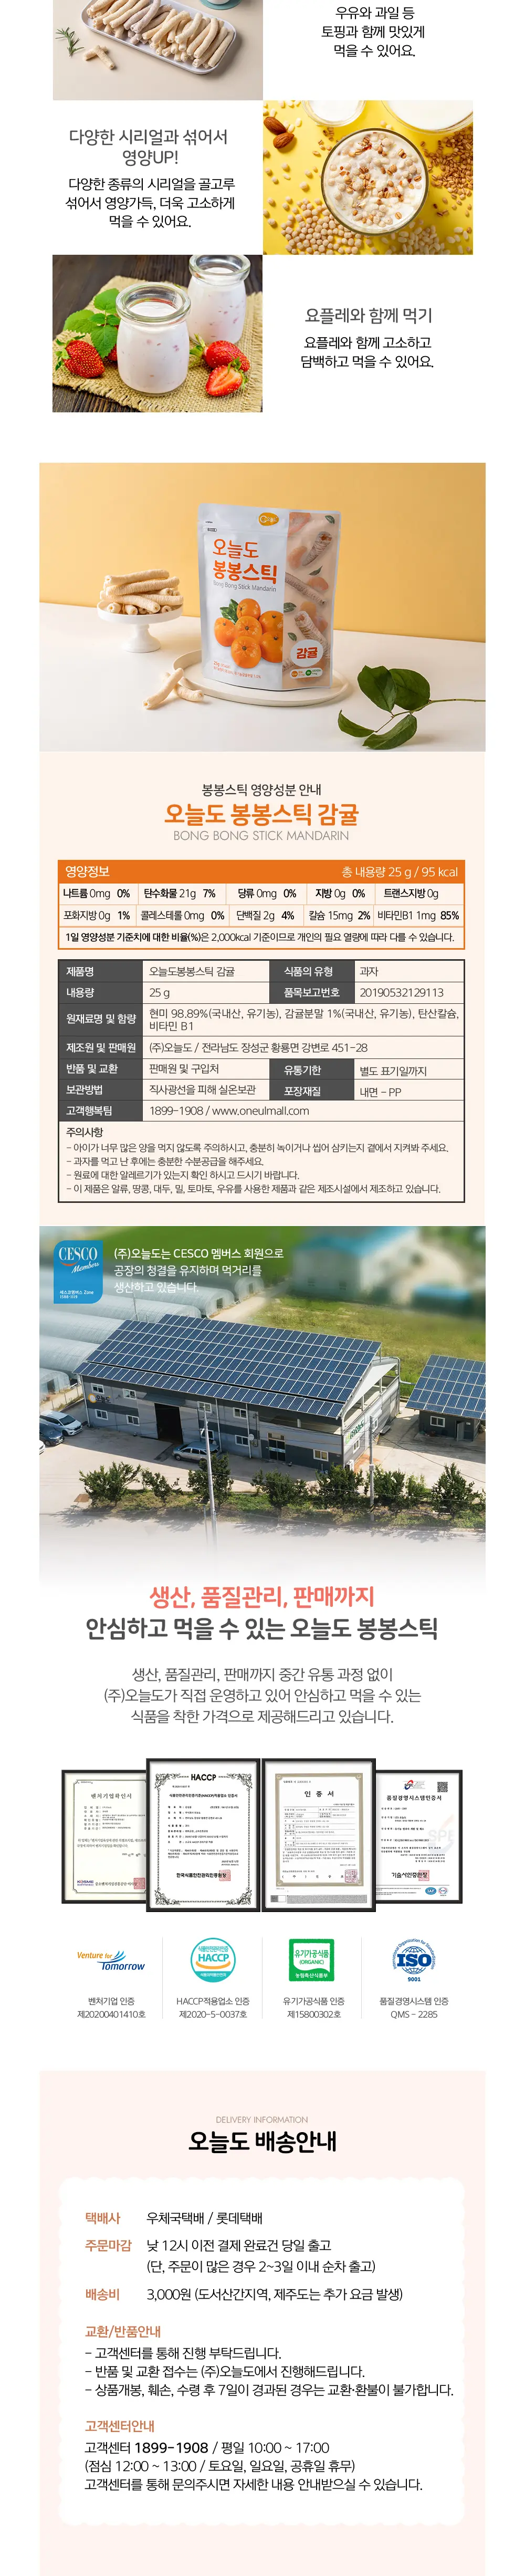 우유와 과일 등
토핑과 함께 맛있게
먹을 수 있어요.
다양한 시리얼과 섞어서
영양UP!
다양한 종류의 시리얼을 골고루
섞어서 영양가득, 더욱 고소하게
먹을 수 있어요.
요플레와 함께 먹기
요플레와 함께 고소하고
담백하고 먹을 수 있어요.
오늘도
봉봉스틱
Bong Bong Stick Mandarin
감귤
봉봉스틱 영양성분 안내
오늘도 봉봉스틱 감귤
BONG BONG STICK MANDARIN
영양정보 총 내용량 25 g / 95 kcal
나트륨 0mg 0% 탄수화물 21g 7% 당류 0mg 0% 지방 0g 0% 트랜스지방 0g
포화지방 0g 1% 콜레스테롤 0mg 0% 단백질 2g 4% 칼슘 15mg 2% 비타민B1 1mg 85%
1일 영양성분 기준치에 대한 비율(%)은 2,000kcal 기준이므로 개인의 필요 열량에 따라 다를 수 있습니다.
제품명 오늘도봉봉스틱 감귤 식품의 유형 과자
내용량 25 g 품목보고번호 20190532129113
원재료명 및 함량 현미 98.89%(국내산, 유기농), 감귤분말 1%(국내산, 유기농), 탄산칼슘,
비타민 B1
제조원 및 판매원 (주)오늘도 / 전라남도 장성군 황룡면 강변로 451-28
반품 및 교환 판매원 및 구입처 유통기한 별도 표기일까지
보관방법 직사광선을 피해 실온보관 포장재질 내면 - PP
고객행복팀 1899-1908 / www.oneulmall.com
주의사항
- 아이가 너무 많은 양을 먹지 않도록 주의하시고, 충분히 녹이거나 씹어 삼키는지 곁에서 지켜봐 주세요.
- 과자를 먹고 난 후에는 충분한 수분공급을 해주세요.
- 원료에 대한 알레르기가 있는지 확인 하시고 드시기 바랍니다.
- 이 제품은 알류, 땅콩, 대두, 밀, 토마토, 우유를 사용한 제품과 같은 제조시설에서 제조하고 있습니다.
CESCO
Members
세스코멤버스 Zone
(주)오늘도는 CESCO 멤버스 회원으로
공장의 청결을 유지하며 먹거리를
생산하고 있습니다.
생산, 품질관리, 판매까지
안심하고 먹을 수 있는 오늘도 봉봉스틱
생산, 품질관리, 판매까지 중간 유통 과정 없이
(주)오늘도가 직접 운영하고 있어 안심하고 먹을 수 있는
식품을 착한 가격으로 제공해드리고 있습니다.
벤처기업확인서
HACCP
한국식품안전관리인증원장
인 증 서
품질경영시스템인증서
기술사인증원장
Venture for
Tomorrow
식품안전관리인증
HACCP
유기가공식품
(ORGANIC)
농림축산식품부
ISO
9001
벤처기업 인증
제20200401410호
HACCP적용업소 인증
제2020-5-0037호
유기가공식품 인증
제15800302호
품질경영시스템 인증
QMS - 2285
DELIVERY INFORMATION
오늘도 배송안내
택배사 우체국택배 / 롯데택배
주문마감 낮 12시 이전 결제 완료건 당일 출고
(단, 주문이 많은 경우 2~3일 이내 순차 출고)
배송비 3,000원 (도서산간지역, 제주도는 추가 요금 발생)
교환/반품안내
- 고객센터를 통해 진행 부탁드립니다.
- 반품 및 교환 접수는 (주)오늘도에서 진행해드립니다.
- 상품개봉, 훼손, 수령 후 7일이 경과된 경우는 교환·환불이 불가합니다.
고객센터안내
고객센터 1899-1908 / 평일 10:00 ~ 17:00
(점심 12:00 ~ 13:00 / 토요일, 일요일, 공휴일 휴무)
고객센터를 통해 문의주시면 자세한 내용 안내받으실 수 있습니다.